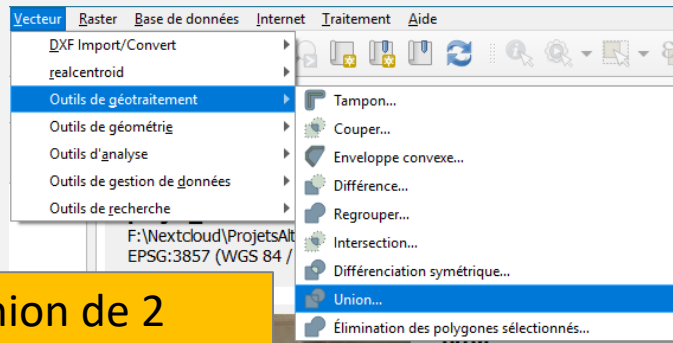 Vecteur Raster Base de données Internet Traitement Aide
DXF Import/Convert
realcentroid
Outils de géotraitement
Outils de géométrie
Outils d'analyse
Outils de gestion de données
Outils de recherche
Tampon...
Couper...
Enveloppe convexe...
Différence...
Regrouper...
Intersection...
Différenciation symétrique...
Union...
Élimination des polygones sélectionnés...
F:\Nextcloud\ProjetsAlt
EPSG:3857 (WGS 84 /
nion de 2